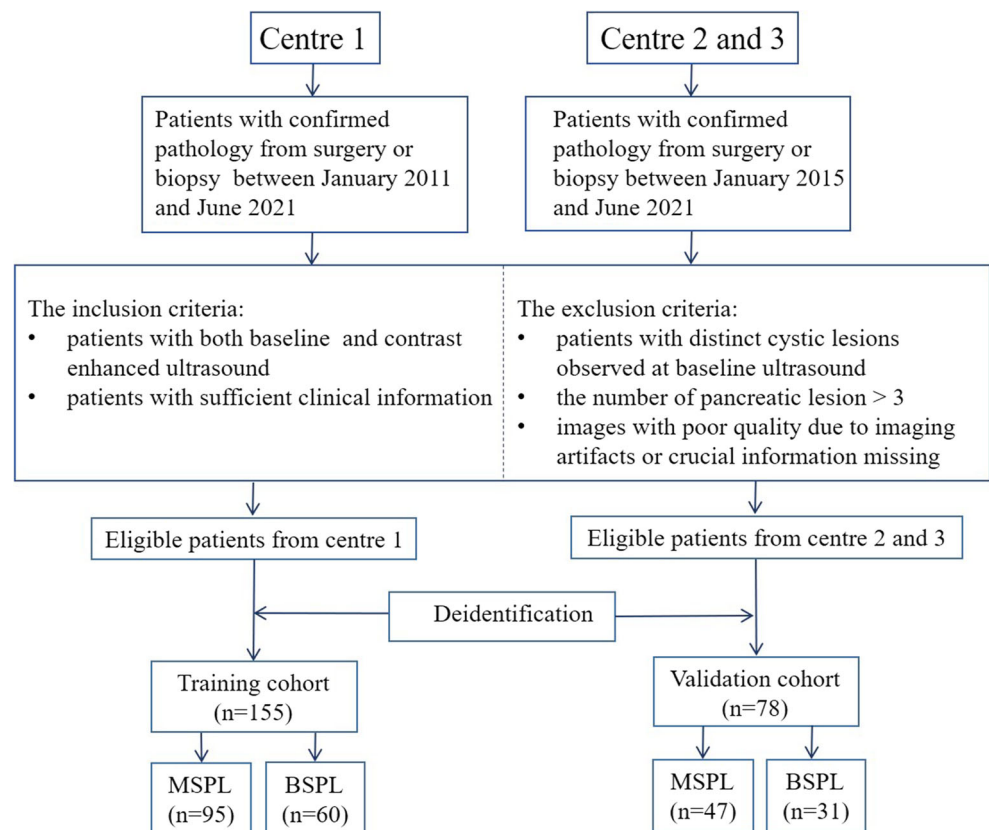 Centre 1
Centre 2 and 3
Patients with confirmed
pathology from surgery or
biopsy between January 2011
and June 2021
Patients with confirmed
pathology from surgery or
biopsy between January 2015
and June 2021
The inclusion criteria:
• patients with both baseline and contrast
enhanced ultrasound
• patients with sufficient clinical information
The exclusion criteria:
• patients with distinct cystic lesions
observed at baseline ultrasound
• the number of pancreatic lesion > 3
• images with poor quality due to imaging
artifacts or crucial information missing
Eligible patients from centre 1
Eligible patients from centre 2 and 3
Deidentification
Training cohort
(n=155)
Validation cohort
(n=78)
MSPL
(n=95)
BSPL
(n=60)
MSPL
(n=47)
BSPL
(n=31)